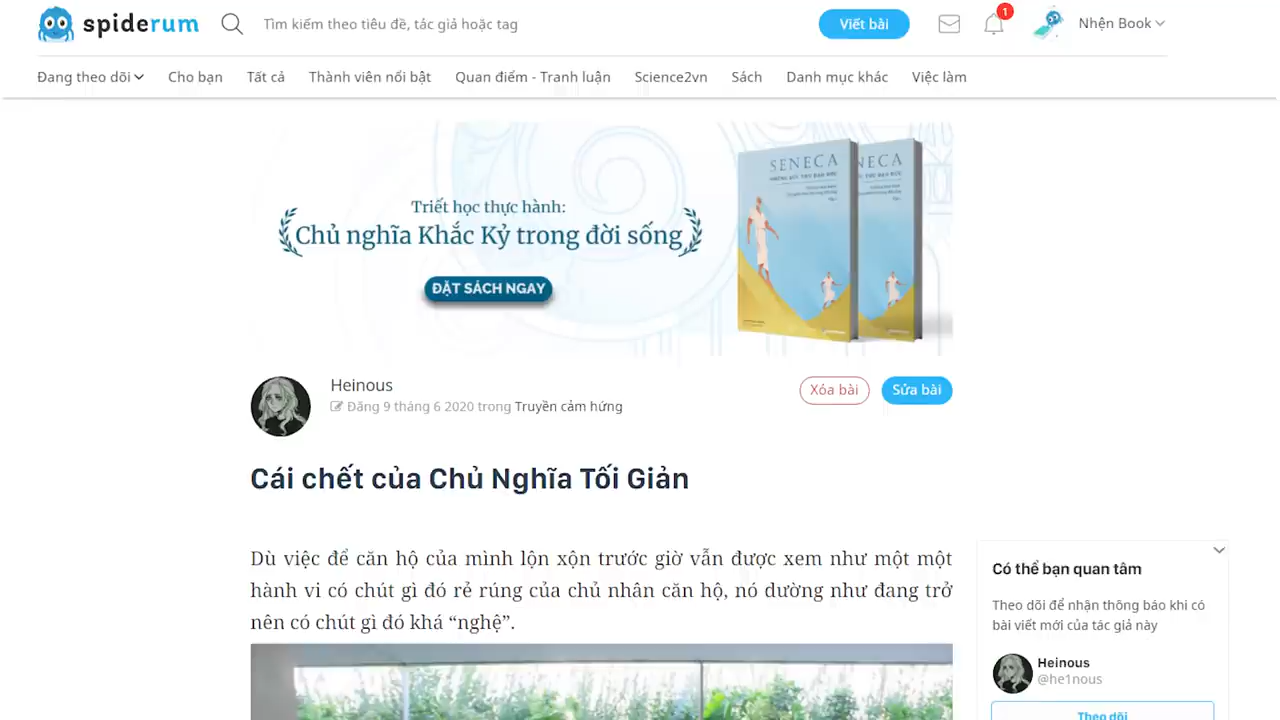 spiderum
Tìm kiếm theo tiêu đề, tác giả hoặc tag
Viết bài
1
Nhện Book
Đang theo dõi
Cho bạn
Tất cả
Thành viên nổi bật
Quan điểm - Tranh luận
Science2vn
Sách
Danh mục khác
Việc làm
Triết học thực hành:
Chủ nghĩa Khắc Kỷ trong đời sống
ĐẶT SÁCH NGAY
SENECA
NHỮNG BỨC THƯ ĐẠO ĐỨC
Heinous
Đăng 9 tháng 6 2020 trong Truyền cảm hứng
Xóa bài
Sửa bài
Cái chết của Chủ Nghĩa Tối Giản
Dù việc để căn hộ của mình lộn xộn trước giờ vẫn được xem như một một
hành vi có chút gì đó rẻ rúng của chủ nhân căn hộ, nó dường như đang trở
nên có chút gì đó khá “nghệ”.
Có thể bạn quan tâm
Theo dõi để nhận thông báo khi có
bài viết mới của tác giả này
Heinous
@he1nous
Theo dõi